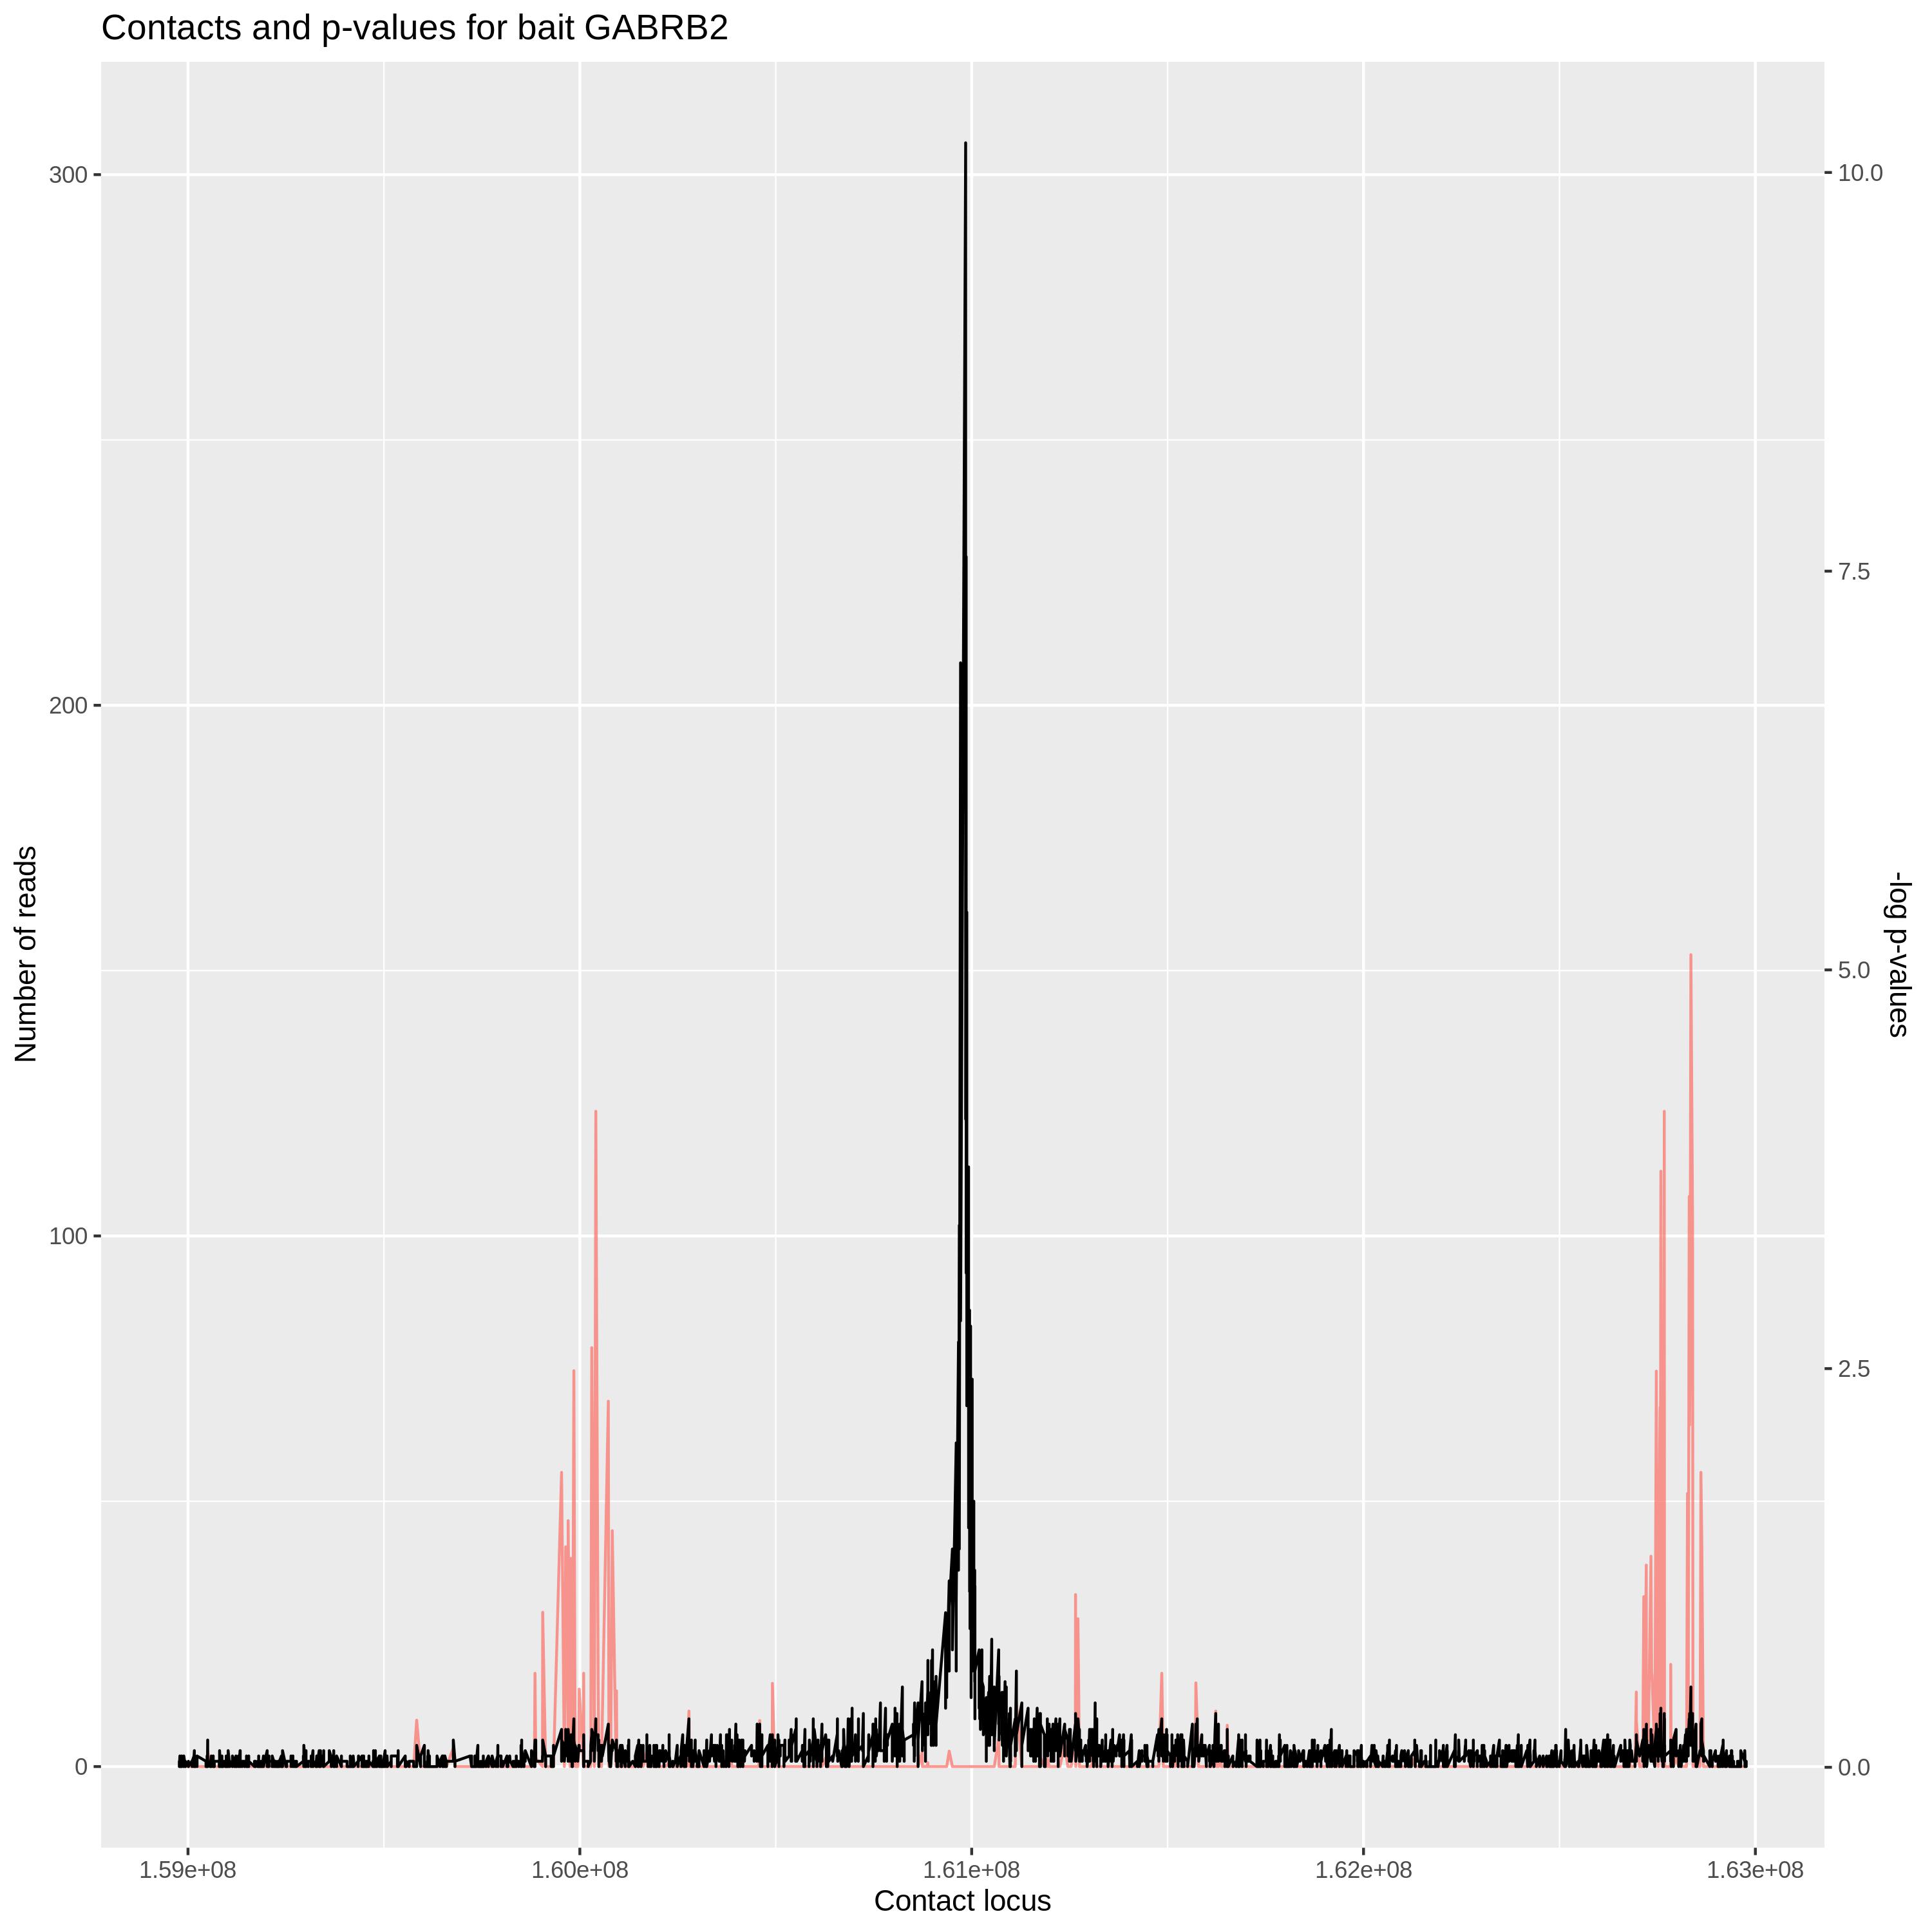 Contacts and p-values for bait GABRB2
300
200
100
0
Number of reads
10.0
7.5
5.0
2.5
0.0
-log p-values
1.59e+08
1.60e+08
1.61e+08
1.62e+08
1.63e+08
Contact locus